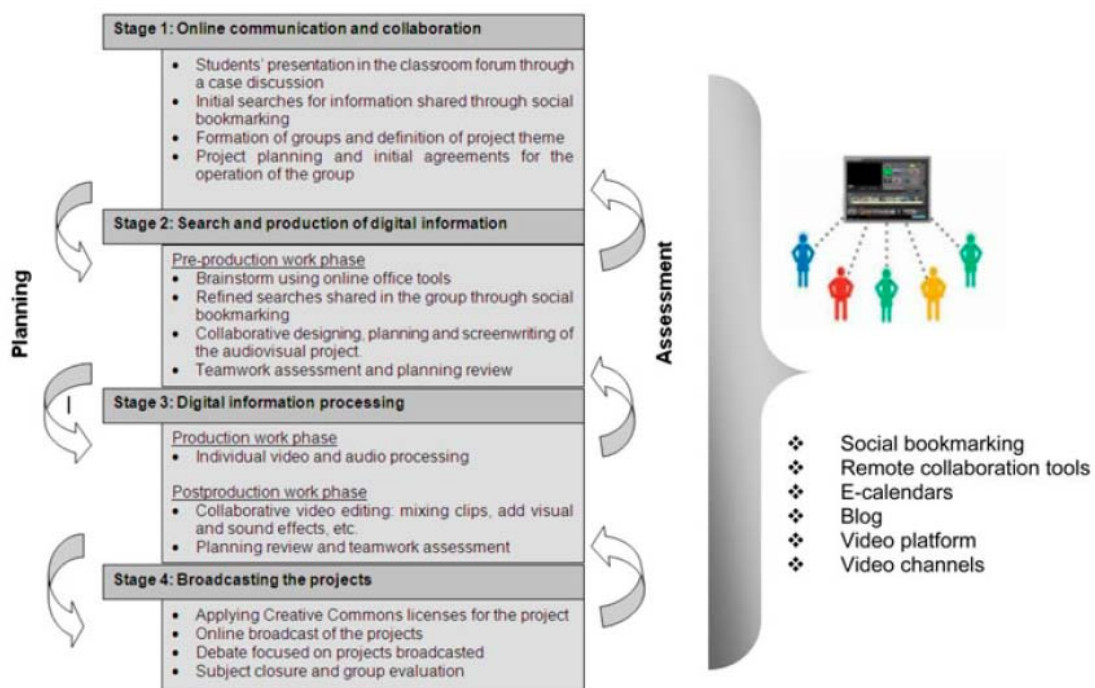 Stage 1: Online communication and collaboration
• Students' presentation in the classroom forum through
a case discussion
• Initial searches for information shared through social
bookmarking
• Formation of groups and definition of project theme
• Project planning and initial agreements for the
operation of the group
Stage 2: Search and production of digital information
Pre-production work phase
• Brainstorm using online office tools
• Refined searches shared in the group through social
bookmarking
• Collaborative designing, planning and screenwriting of
the audiovisual project.
• Teamwork assessment and planning review
Stage 3: Digital information processing
Production work phase
• Individual video and audio processing
Postproduction work phase
• Collaborative video editing: mixing clips, add visual
and sound effects, etc.
• Planning review and teamwork assessment
Stage 4: Broadcasting the projects
• Applying Creative Commons licenses for the project
• Online broadcast of the projects
• Debate focused on projects broadcasted
• Subject closure and group evaluation
Planning
Assessment
❖ Social bookmarking
❖ Remote collaboration tools
❖ E-calendars
❖ Blog
❖ Video platform
❖ Video channels